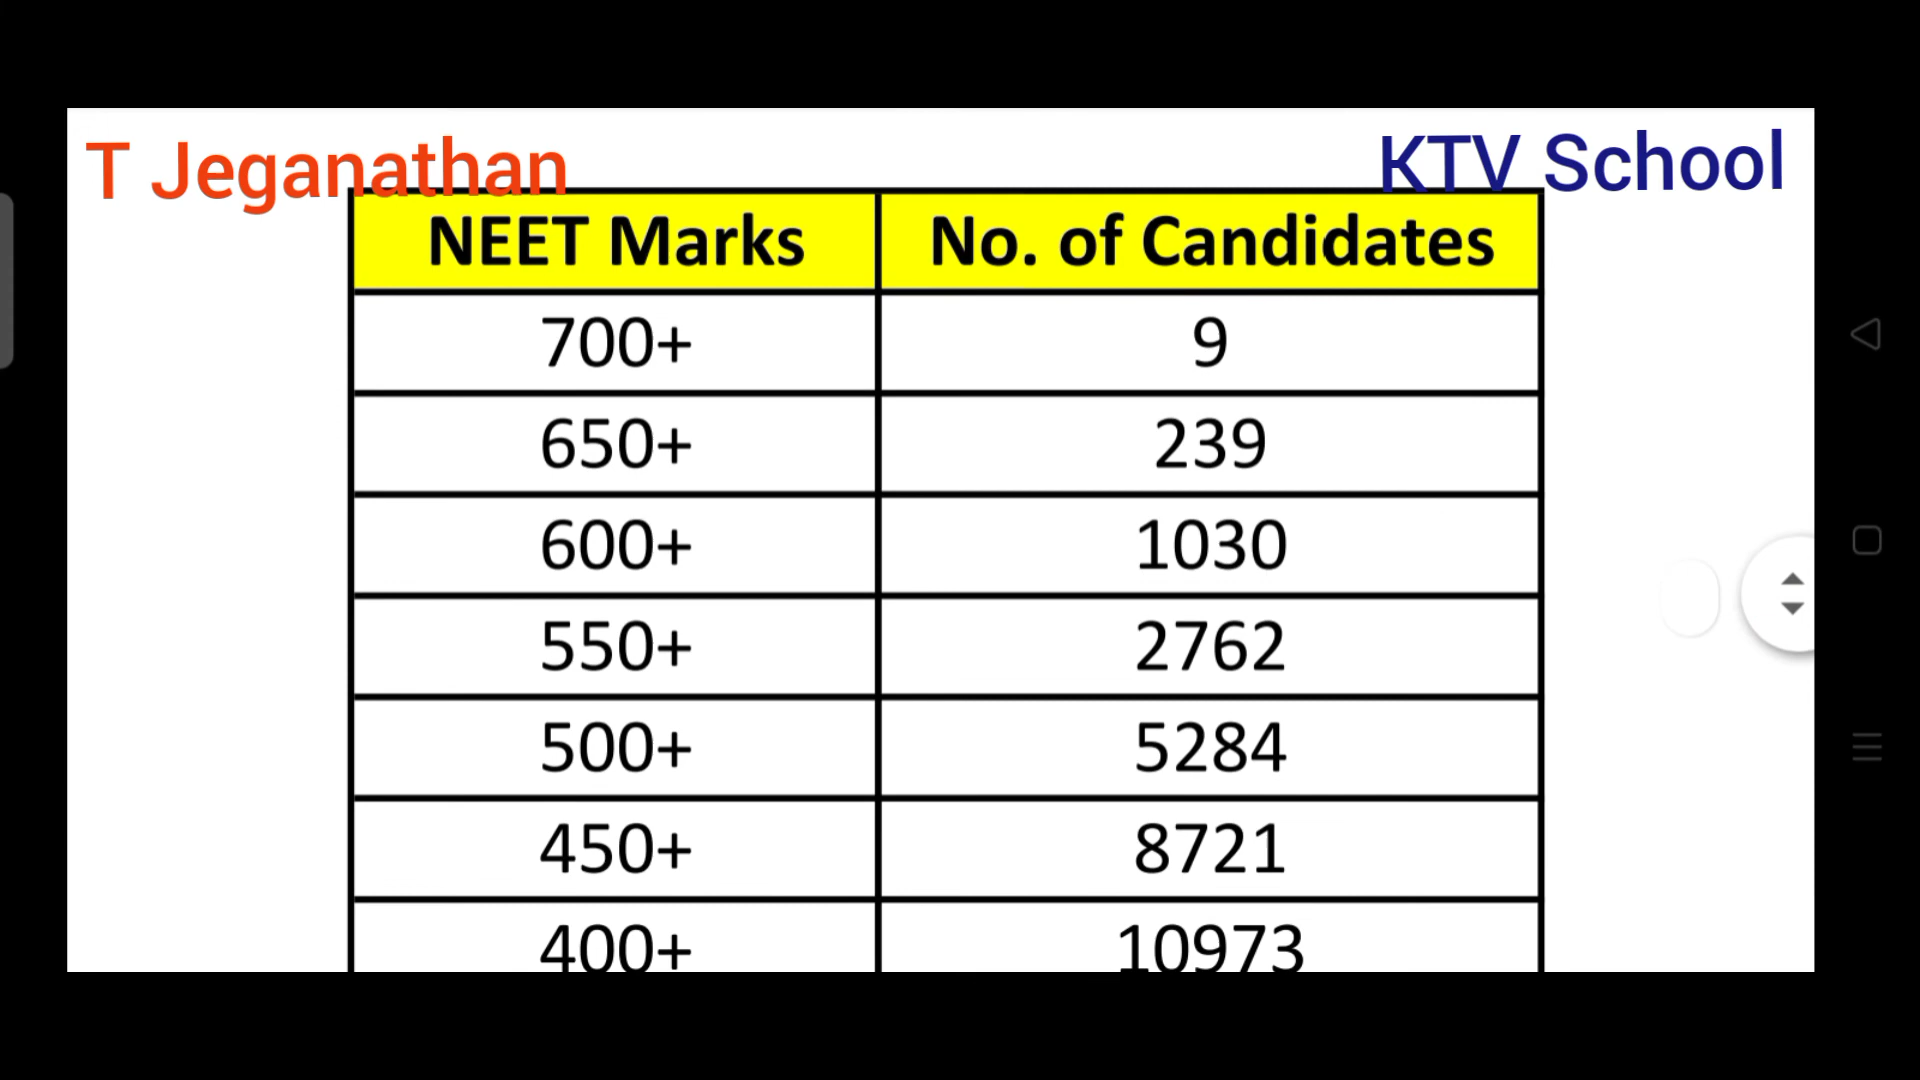 T Jeganathan
KTV School
NEET Marks No. of Candidates
700+ 9
650+ 239
600+ 1030
550+ 2762
500+ 5284
450+ 8721
400+ 10973